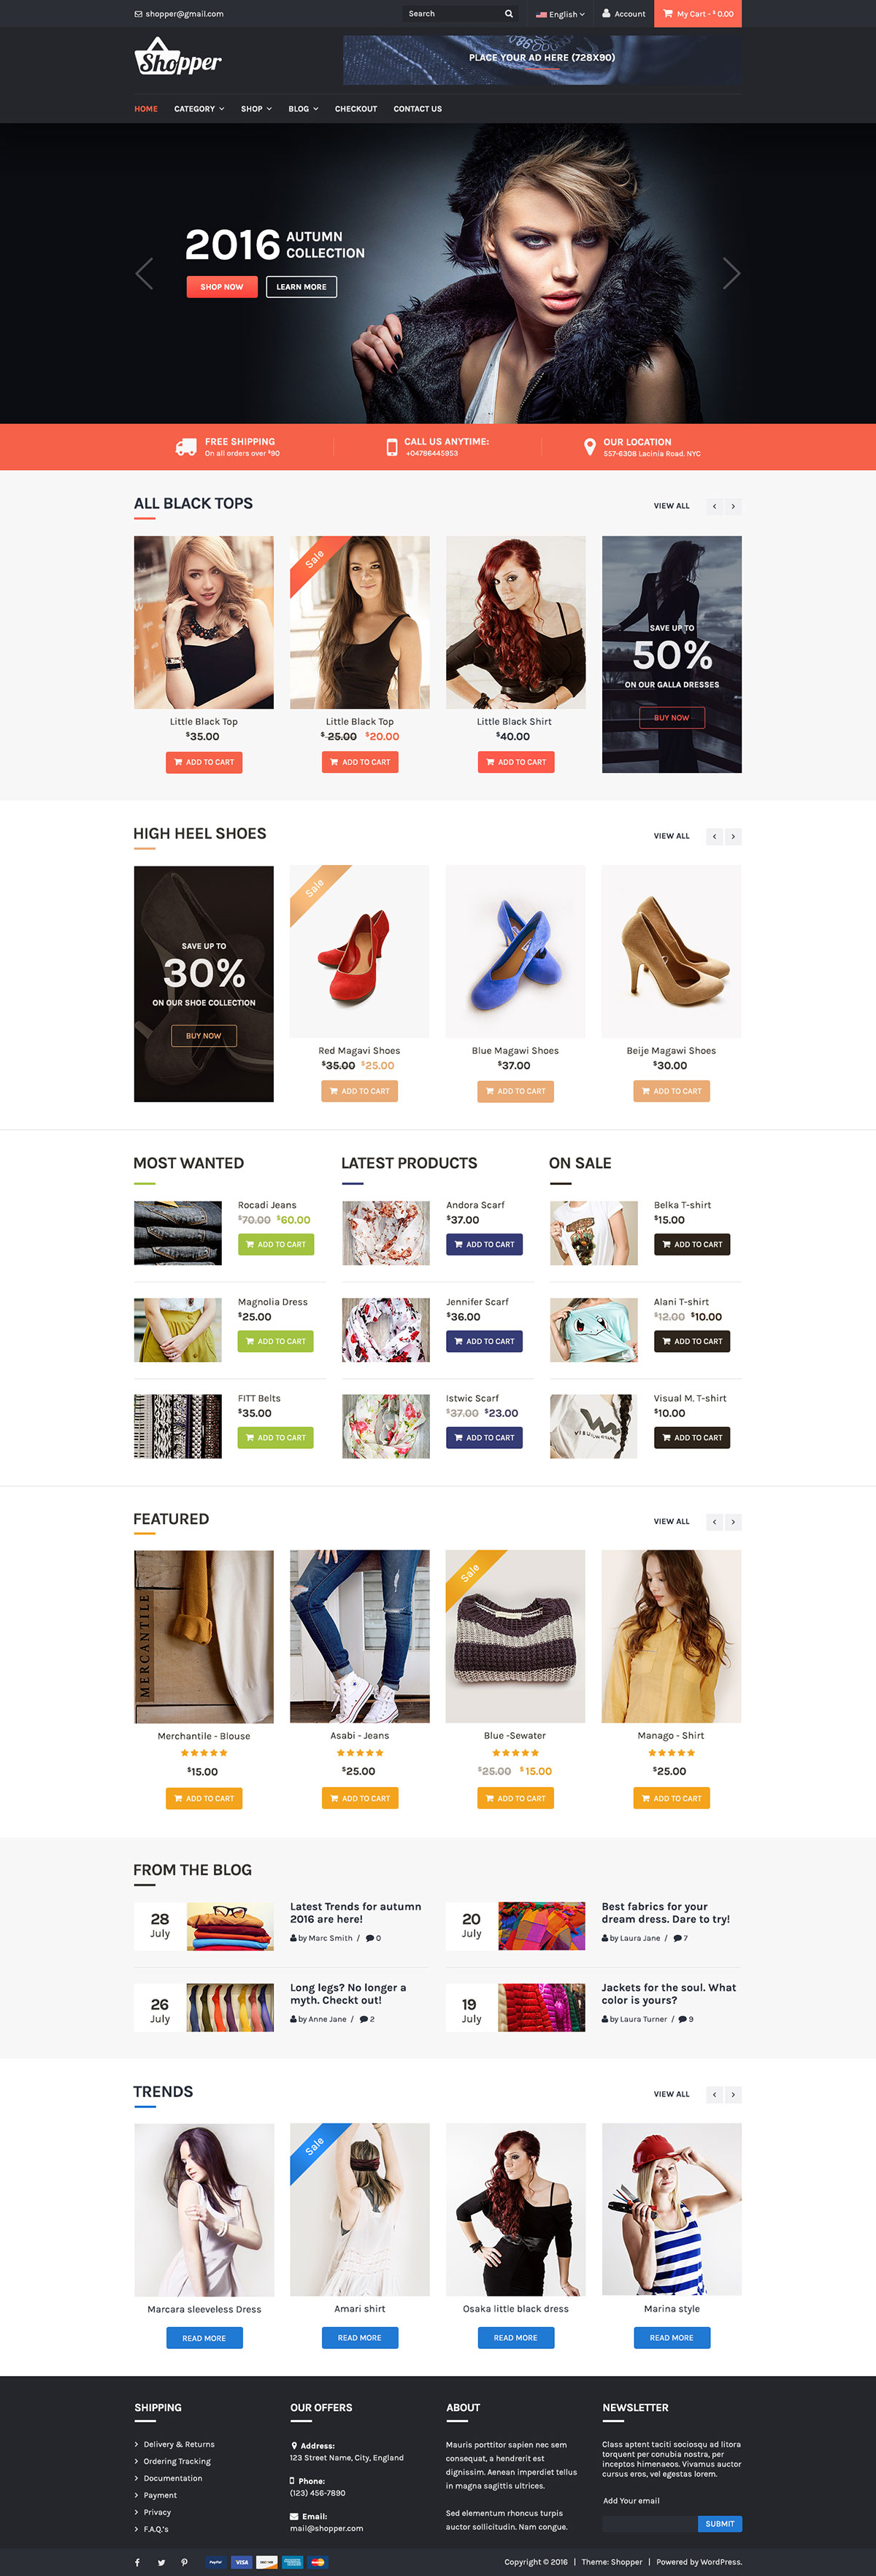 shopper@gmail.com
Search
English
Account
My Cart - $ 0.00
Shopper
PLACE YOUR AD HERE (728X90)
HOME
CATEGORY
SHOP
BLOG
CHECKOUT
CONTACT US
2016 AUTUMN COLLECTION
SHOP NOW
LEARN MORE
FREE SHIPPING
On all orders over $90
CALL US ANYTIME:
+04786445953
OUR LOCATION
557-6308 Lacinia Road. NYC
ALL BLACK TOPS
VIEW ALL
Sale
SAVE UP TO
50%
ON OUR GALLA DRESSES
BUY NOW
Little Black Top
$35.00
ADD TO CART
Little Black Top
$ 25.00 $20.00
ADD TO CART
Little Black Shirt
$40.00
ADD TO CART
HIGH HEEL SHOES
VIEW ALL
SAVE UP TO
30%
ON OUR SHOE COLLECTION
BUY NOW
Sale
Red Magavi Shoes
$35.00 $25.00
ADD TO CART
Blue Magawi Shoes
$37.00
ADD TO CART
Beije Magawi Shoes
$30.00
ADD TO CART
MOST WANTED
Rocadi Jeans
$70.00 $60.00
ADD TO CART
Magnolia Dress
$25.00
ADD TO CART
FITT Belts
$35.00
ADD TO CART
LATEST PRODUCTS
Andora Scarf
$37.00
ADD TO CART
Jennifer Scarf
$36.00
ADD TO CART
Istwic Scarf
$37.00 $23.00
ADD TO CART
ON SALE
Belka T-shirt
$15.00
ADD TO CART
Alani T-shirt
$12.00 $10.00
ADD TO CART
Visual M. T-shirt
$10.00
ADD TO CART
FEATURED
VIEW ALL
MERCANTILE
Merchantile - Blouse
$15.00
ADD TO CART
Asabi - Jeans
$25.00
ADD TO CART
Sale
Blue -Sewater
$25.00 $ 15.00
ADD TO CART
Manago - Shirt
$25.00
ADD TO CART
FROM THE BLOG
28
July
Latest Trends for autumn
2016 are here!
by Marc Smith / 0
20
July
Best fabrics for your
dream dress. Dare to try!
by Laura Jane / 7
26
July
Long legs? No longer a
myth. Checkt out!
by Anne Jane / 2
19
July
Jackets for the soul. What
color is yours?
by Laura Turner / 9
TRENDS
VIEW ALL
Marcara sleeveless Dress
READ MORE
Sale
Amari shirt
READ MORE
Osaka little black dress
READ MORE
Marina style
READ MORE
SHIPPING
Delivery & Returns
Ordering Tracking
Documentation
Payment
Privacy
F.A.Q.'s
OUR OFFERS
Address:
123 Street Name, City, England
Phone:
(123) 456-7890
Email:
mail@shopper.com
ABOUT
Mauris porttitor sapien nec sem
consequat, a hendrerit est
dignissim. Aenean imperdiet tellus
in magna sagittis ultrices.
Sed elementum rhoncus turpis
auctor sollicitudin. Nam congue.
NEWSLETTER
Class aptent taciti sociosqu ad litora
torquent per conubia nostra, per
inceptos himenaeos. Vivamus auctor
cursus eros, vel egestas lorem.
Add Your email
SUBMIT
PayPal
VISA
Copyright © 2016 | Theme: Shopper | Powered by WordPress.